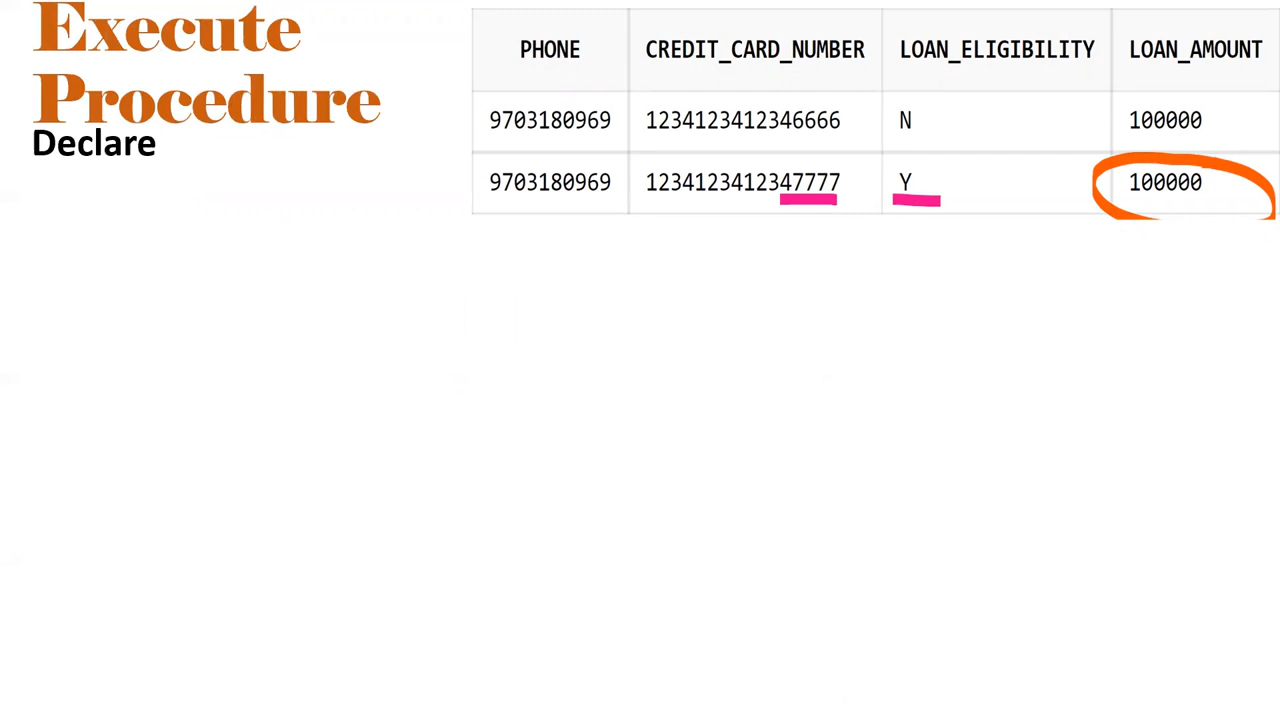 Execute
Procedure
Declare
PHONE CREDIT_CARD_NUMBER LOAN_ELIGIBILITY LOAN_AMOUNT
9703180969 1234123412346666 N 100000
9703180969 1234123412347777 Y 100000